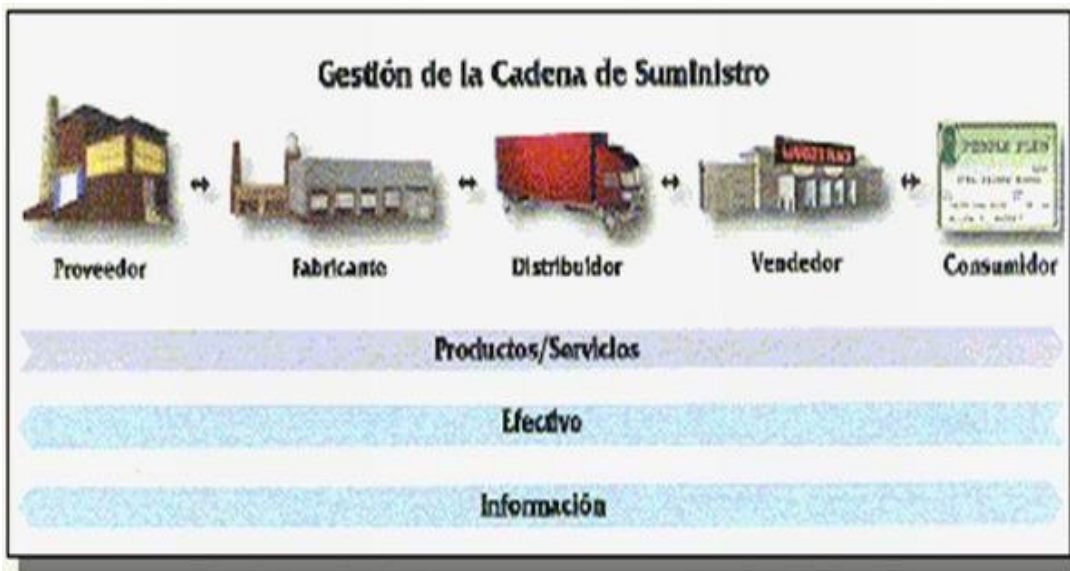 Gestión de la Cadena de Suministro
Proveedor
Fabricante
Distribuidor
Vendedor
Consumidor
Productos/Servicios
Efectivo
Información